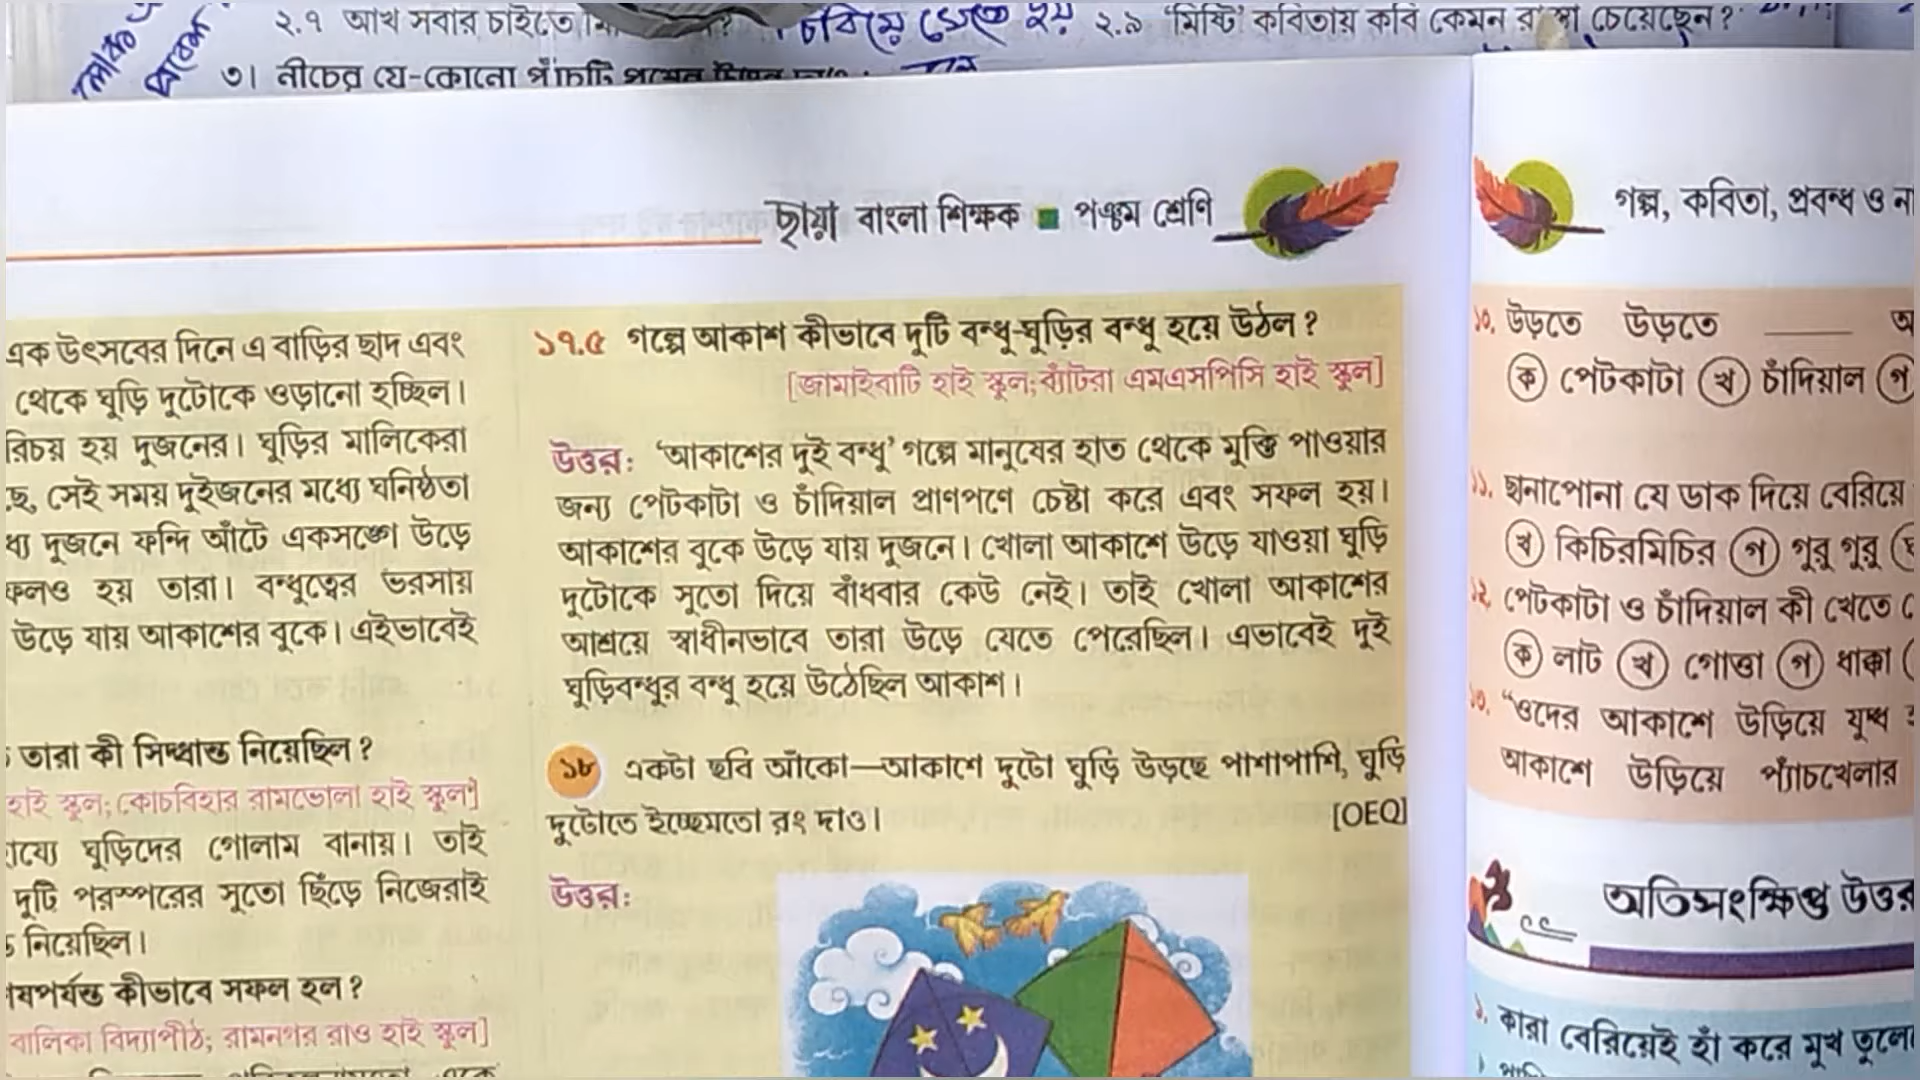 ২.৭ আখ সবার চাইতে মি
চিবিয়ে খেতে হয়
২.৯ 'মিষ্টি' কবিতায় কবি কেমন রা চেয়েছেন?
৩। নীচের যে-কোনো পাঁচটি প্রশ্নের উত্তর দাও :
ছায়া বাংলা শিক্ষক ■ পঞ্চম শ্রেণি
এক উৎসবের দিনে এ বাড়ির ছাদ এবং
থেকে ঘুড়ি দুটোকে ওড়ানো হচ্ছিল।
রিচয় হয় দুজনের। ঘুড়ির মালিকেরা
ছে, সেই সময় দুইজনের মধ্যে ঘনিষ্ঠতা
ধ্য দুজনে ফন্দি আঁটে একসঙ্গে উড়ে
ফলও হয় তারা। বন্ধুত্বের ভরসায়
উড়ে যায় আকাশের বুকে। এইভাবেই
তারা কী সিদ্ধান্ত নিয়েছিল?
হাই স্কুল; কোচবিহার রামভোলা হাই স্কুল]
হায্যে ঘুড়িদের গোলাম বানায়। তাই
দুটি পরস্পরের সুতো ছিঁড়ে নিজেরাই
নিয়েছিল।
ষপর্যন্ত কীভাবে সফল হল?
বালিকা বিদ্যাপীঠ; রামনগর রাও হাই স্কুল]
১৭.৫ গল্পে আকাশ কীভাবে দুটি বন্ধু-ঘুড়ির বন্ধু হয়ে উঠল?
[জামাইবাটি হাই স্কুল; ব্যাঁটরা এমএসপিসি হাই স্কুল]
উত্তর: 'আকাশের দুই বন্ধু' গল্পে মানুষের হাত থেকে মুক্তি পাওয়ার
জন্য পেটকাটা ও চাঁদিয়াল প্রাণপণে চেষ্টা করে এবং সফল হয়।
আকাশের বুকে উড়ে যায় দুজনে। খোলা আকাশে উড়ে যাওয়া ঘুড়ি
দুটোকে সুতো দিয়ে বাঁধবার কেউ নেই। তাই খোলা আকাশের
আশ্রয়ে স্বাধীনভাবে তারা উড়ে যেতে পেরেছিল। এভাবেই দুই
ঘুড়িবন্ধুর বন্ধু হয়ে উঠেছিল আকাশ।
১৮ একটা ছবি আঁকো—আকাশে দুটো ঘুড়ি উড়ছে পাশাপাশি, ঘুড়ি
দুটোতে ইচ্ছেমতো রং দাও। [OEQ]
উত্তর:
গল্প, কবিতা, প্রবন্ধ ও না
১০. উড়তে উড়তে ____ অ
ক পেটকাটা খ চাঁদিয়াল গ
১১. ছানাপোনা যে ডাক দিয়ে বেরিয়ে
খ কিচিরমিচির গ গুরু গুরু ঘ
১২. পেটকাটা ও চাঁদিয়াল কী খেতে
ক লাট খ গোত্তা গ ধাক্কা
১৩. "ওদের আকাশে উড়িয়ে যুদ্ধ
আকাশে উড়িয়ে প্যাঁচখেলার
অতিসংক্ষিপ্ত উত্তর
১. কারা বেরিয়েই হাঁ করে মুখ তুলে